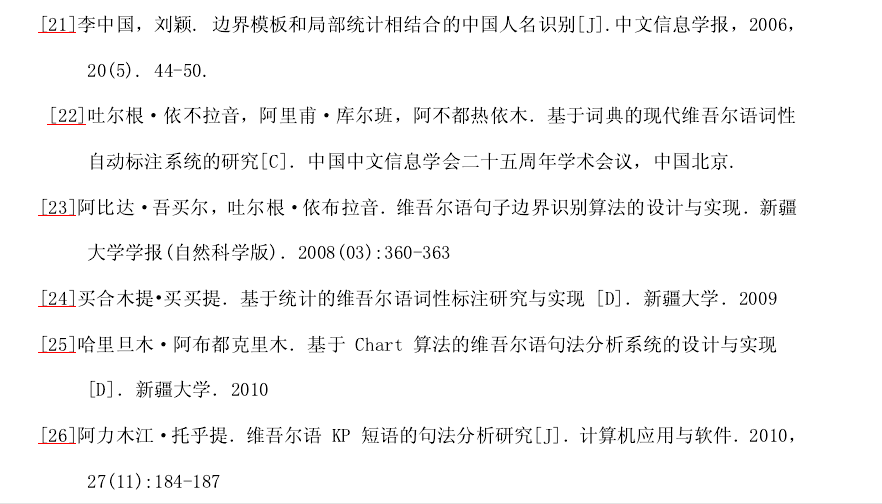 [21]李中国，刘颖. 边界模板和局部统计相结合的中国人名识别[J].中文信息学报，2006，
20(5). 44-50.
[22]吐尔根·依不拉音，阿里甫·库尔班，阿不都热依木. 基于词典的现代维吾尔语词性
自动标注系统的研究[C]. 中国中文信息学会二十五周年学术会议，中国北京.
[23]阿比达·吾买尔，吐尔根·依布拉音. 维吾尔语句子边界识别算法的设计与实现. 新疆
大学学报(自然科学版). 2008(03):360-363
[24]买合木提•买买提. 基于统计的维吾尔语词性标注研究与实现 [D]. 新疆大学. 2009
[25]哈里旦木·阿布都克里木. 基于 Chart 算法的维吾尔语句法分析系统的设计与实现
[D]. 新疆大学. 2010
[26]阿力木江·托乎提. 维吾尔语 KP 短语的句法分析研究[J]. 计算机应用与软件. 2010，
27(11):184-187